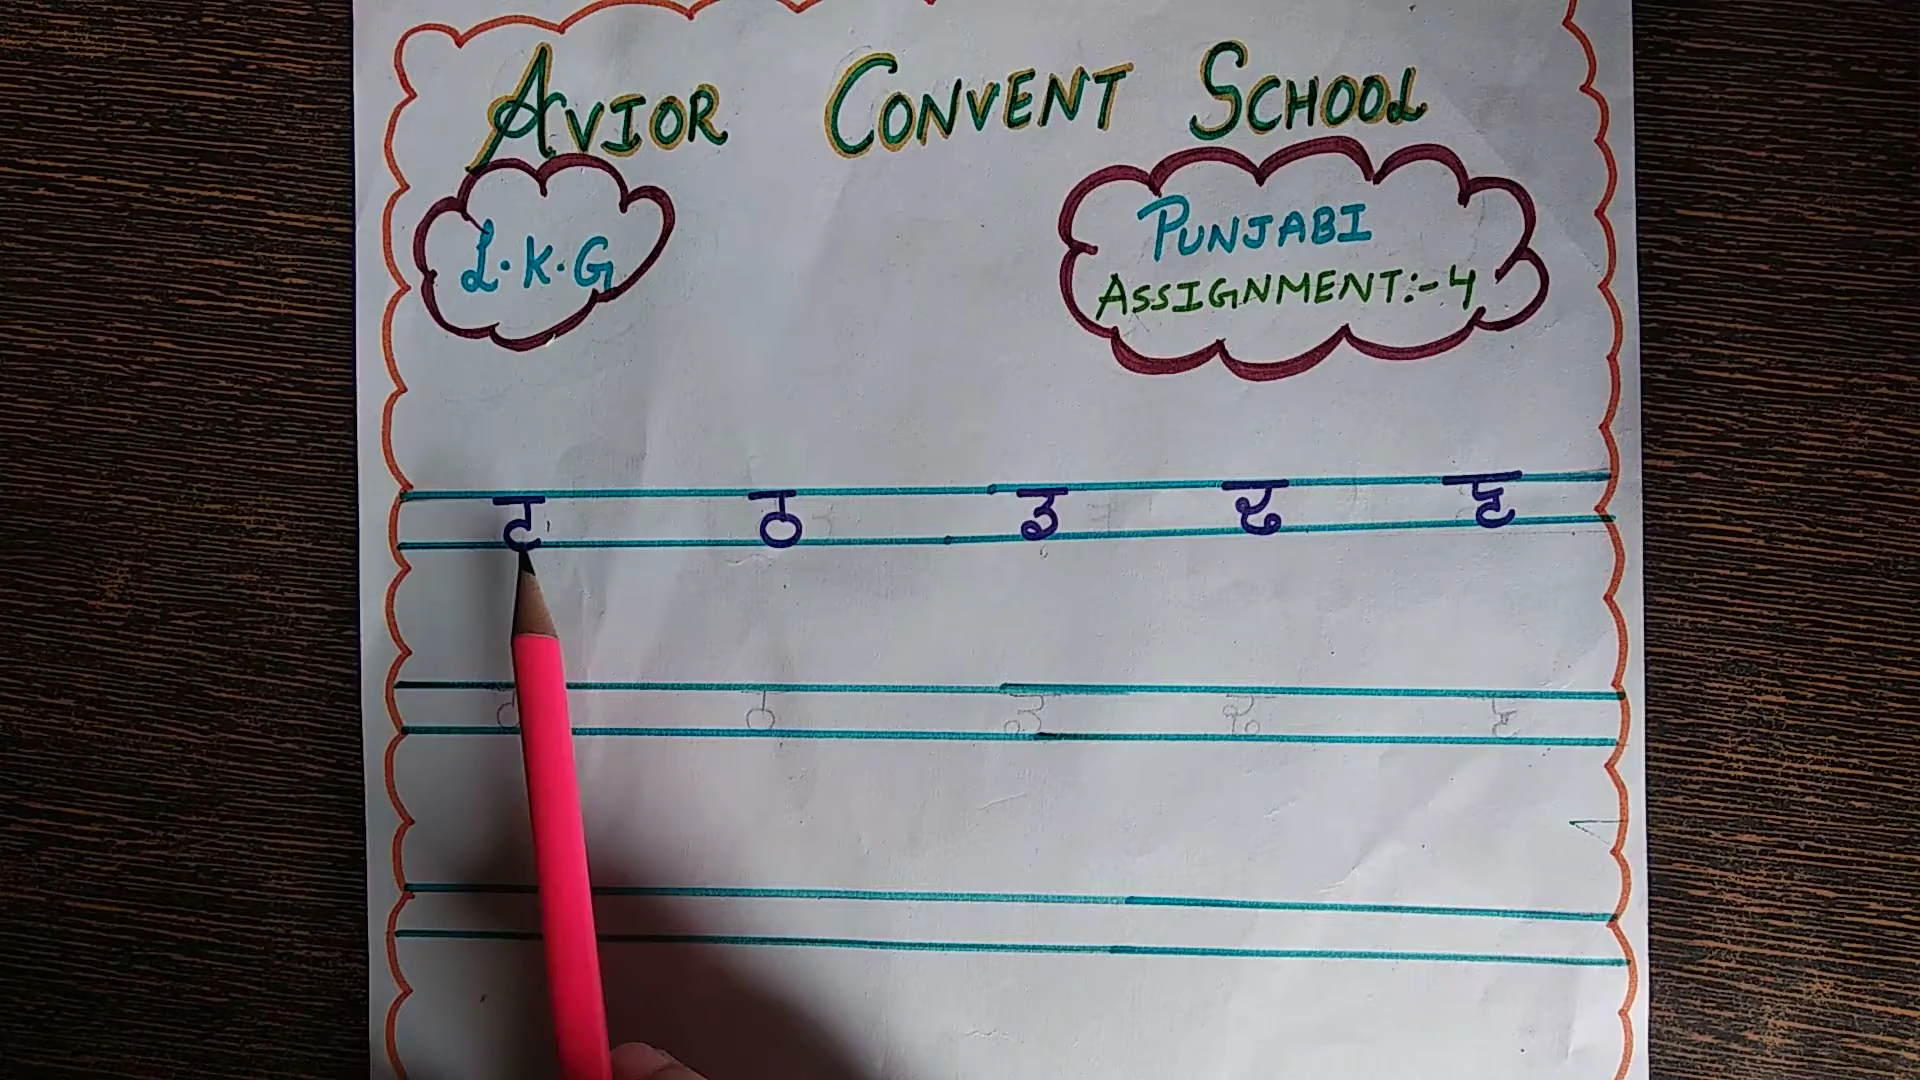 AVIOR CONVENT SCHOOL
L.K.G
PUNJABI
ASSIGNMENT:-4
ਟ ਠ ਡ ਢ ਣ
ਟ ਠ ਡ ਢ ਣ